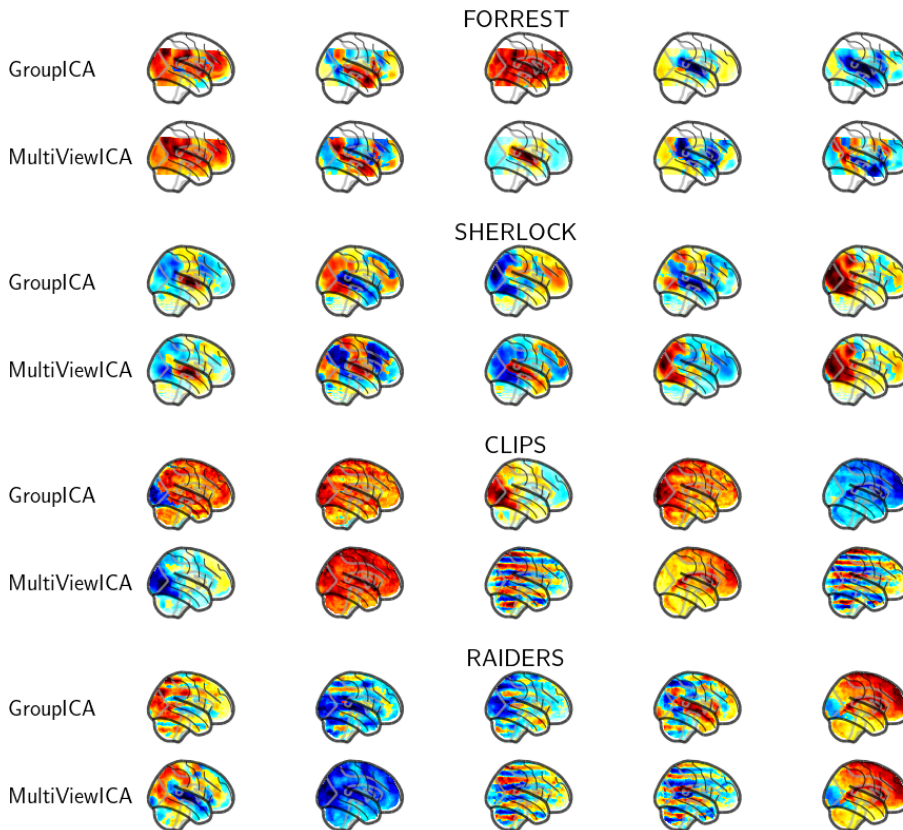 FORREST
GroupICA
MultiViewICA
SHERLOCK
GroupICA
MultiViewICA
CLIPS
GroupICA
MultiViewICA
RAIDERS
GroupICA
MultiViewICA